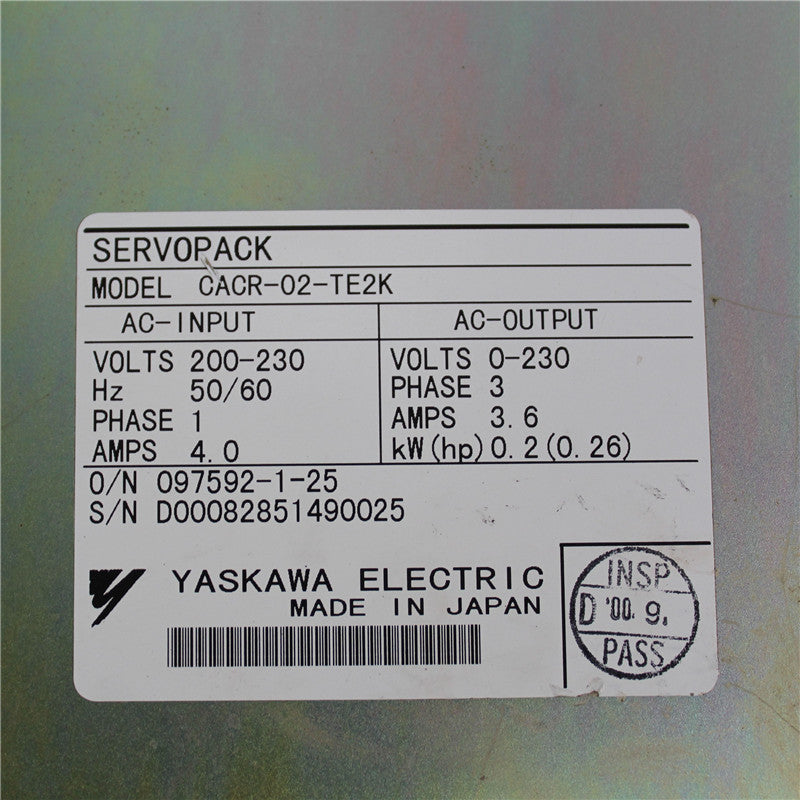 SERVOPACK
MODEL CACR-02-TE2K
AC-INPUT
VOLTS 200-230
Hz 50/60
PHASE 1
AMPS 4.0
AC-OUTPUT
VOLTS 0-230
PHASE 3
AMPS 3.6
kW(hp) 0.2(0.26)
O/N 097592-1-25
S/N D00082851490025
YASKAWA ELECTRIC
MADE IN JAPAN
INSP
D '00. 9.
PASS